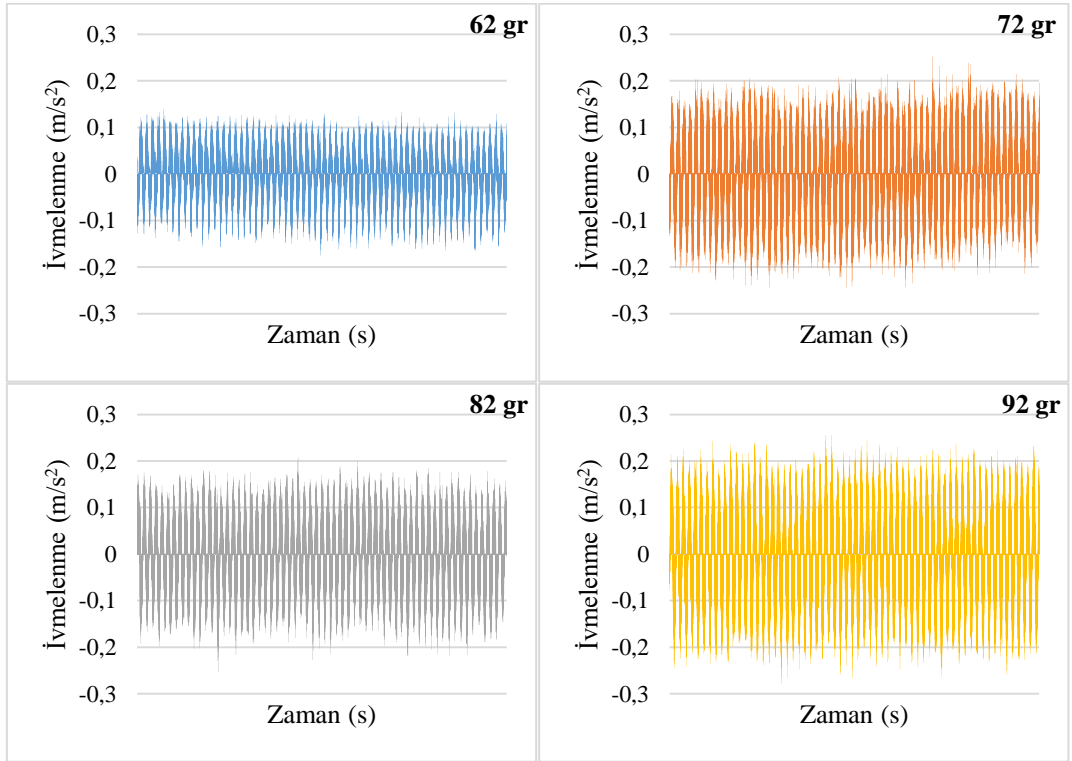 62 gr
0,3
0,2
0,1
0
-0,1
-0,2
-0,3
İvmelenme (m/s²)
Zaman (s)
72 gr
0,3
0,2
0,1
0
-0,1
-0,2
-0,3
İvmelenme (m/s²)
Zaman (s)
82 gr
0,3
0,2
0,1
0
-0,1
-0,2
-0,3
İvmelenme (m/s²)
Zaman (s)
92 gr
0,3
0,2
0,1
0
-0,1
-0,2
-0,3
İvmelenme (m/s²)
Zaman (s)